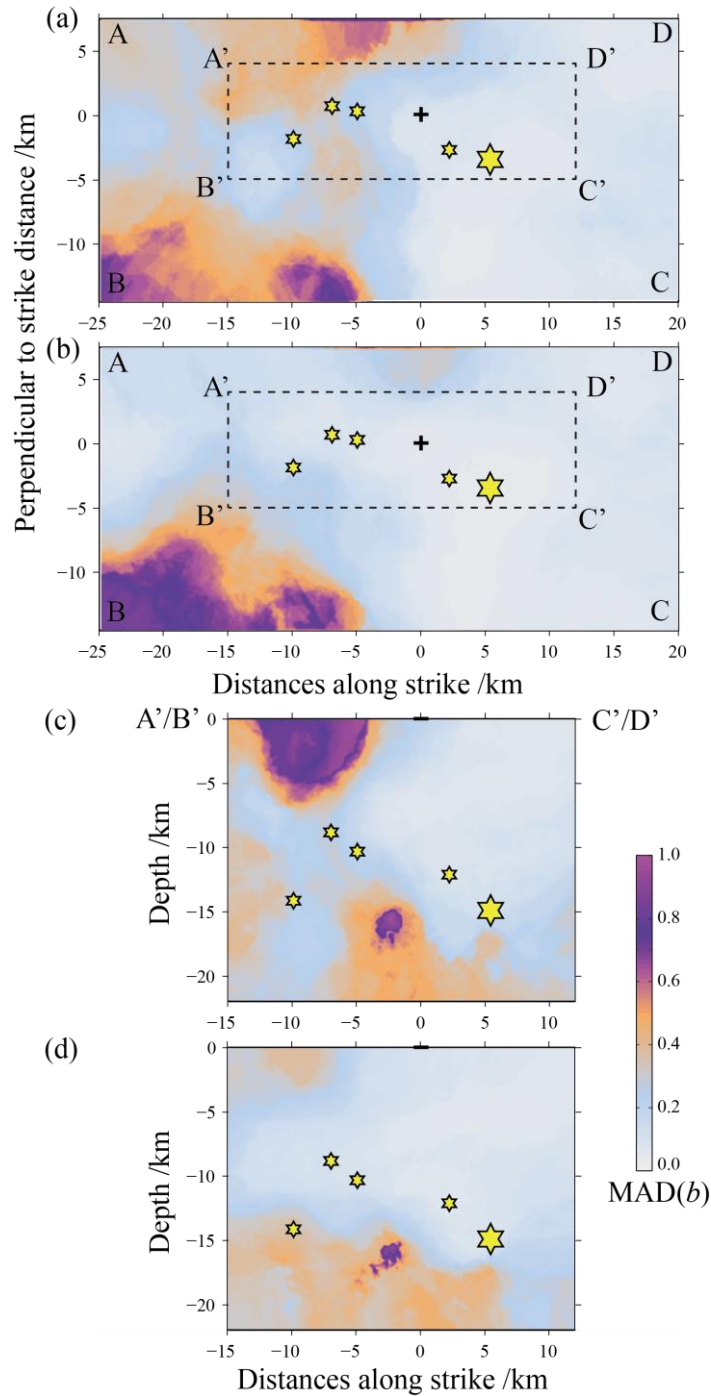 (a)
A D
A' D'
B' C'
B C
5
0
−5
−10
−25 −20 −15 −10 −5 0 5 10 15 20
(b)
A D
A' D'
B' C'
B C
5
0
−5
−10
−25 −20 −15 −10 −5 0 5 10 15 20
Perpendicular to strike distance /km
Distances along strike /km
(c) A'/B' C'/D'
0
−5
−10
−15
−20
Depth /km
−15 −10 −5 0 5 10
(d)
0
−5
−10
−15
−20
Depth /km
−15 −10 −5 0 5 10
Distances along strike /km
1.0
0.8
0.6
0.4
0.2
0.0
MAD(b)